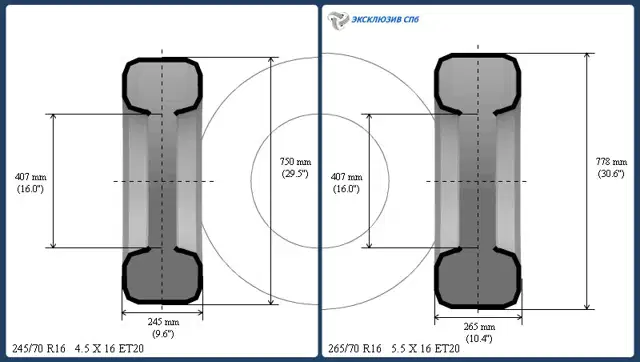 ЭКСКЛЮЗИВ СПб
407 mm
(16.0")
750 mm
(29.5")
245 mm
(9.6")
245/70 R16 4.5 X 16 ET20
407 mm
(16.0")
778 mm
(30.6")
265 mm
(10.4")
265/70 R16 5.5 X 16 ET20